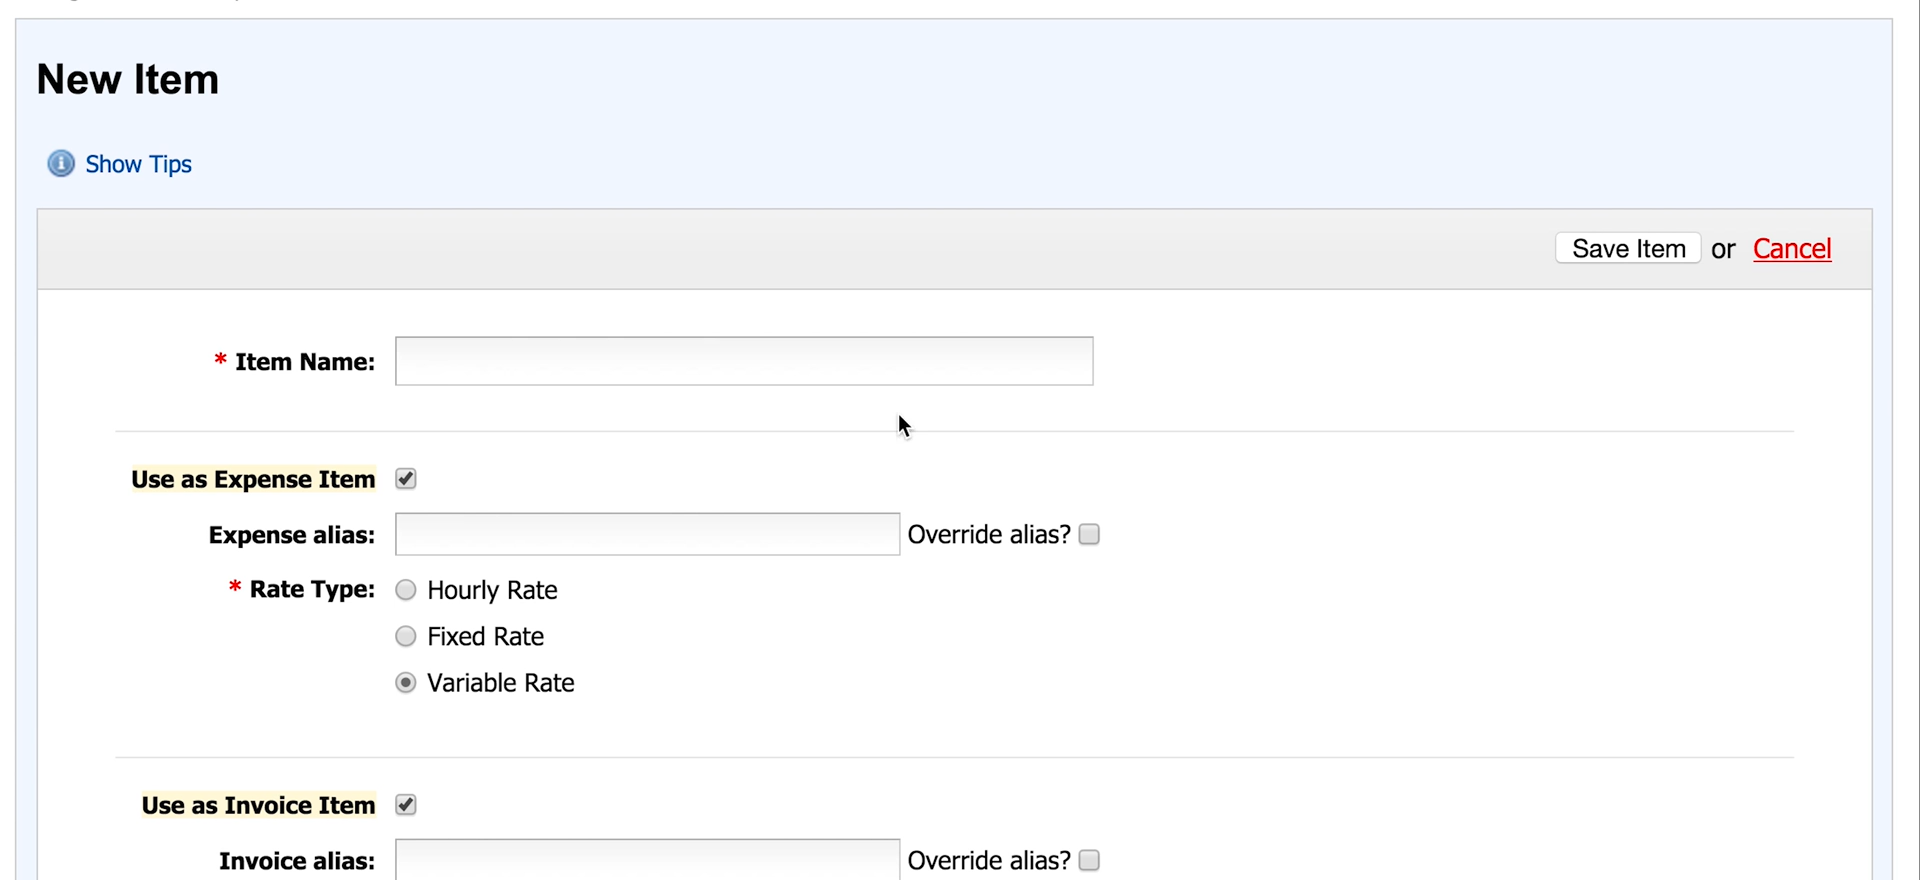 New Item
Show Tips
Save Item or Cancel
* Item Name:
Use as Expense Item
Expense alias: Override alias?
* Rate Type: Hourly Rate
Fixed Rate
Variable Rate
Use as Invoice Item
Invoice alias: Override alias?